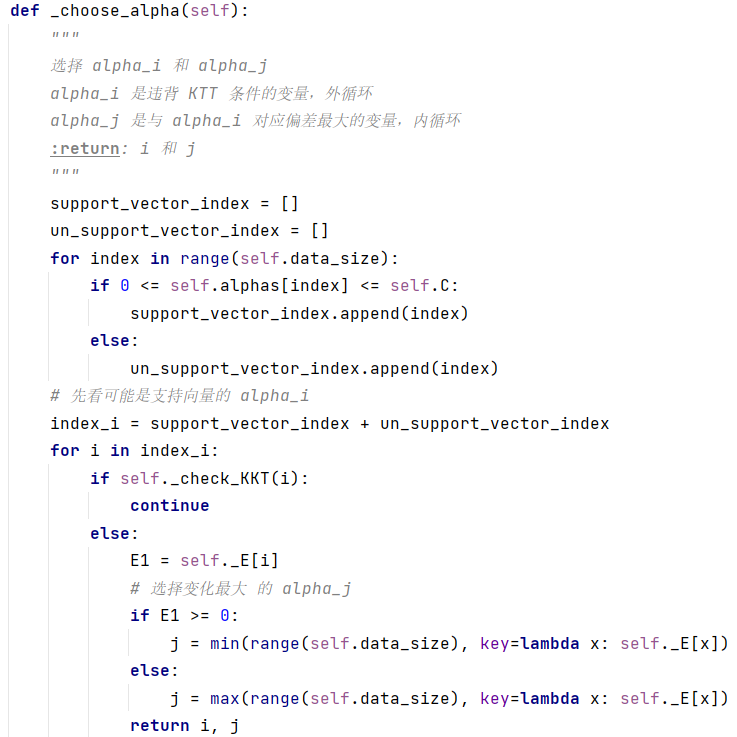 def _choose_alpha(self):
    """
    选择 alpha_i 和 alpha_j
    alpha_i 是违背 KTT 条件的变量，外循环
    alpha_j 是与 alpha_i 对应偏差最大的变量，内循环
    :return: i 和 j
    """
    support_vector_index = []
    un_support_vector_index = []
    for index in range(self.data_size):
        if 0 <= self.alphas[index] <= self.C:
            support_vector_index.append(index)
        else:
            un_support_vector_index.append(index)
    # 先看可能是支持向量的 alpha_i
    index_i = support_vector_index + un_support_vector_index
    for i in index_i:
        if self._check_KKT(i):
            continue
        else:
            E1 = self._E[i]
            # 选择变化最大 的 alpha_j
            if E1 >= 0:
                j = min(range(self.data_size), key=lambda x: self._E[x])
            else:
                j = max(range(self.data_size), key=lambda x: self._E[x])
            return i, j